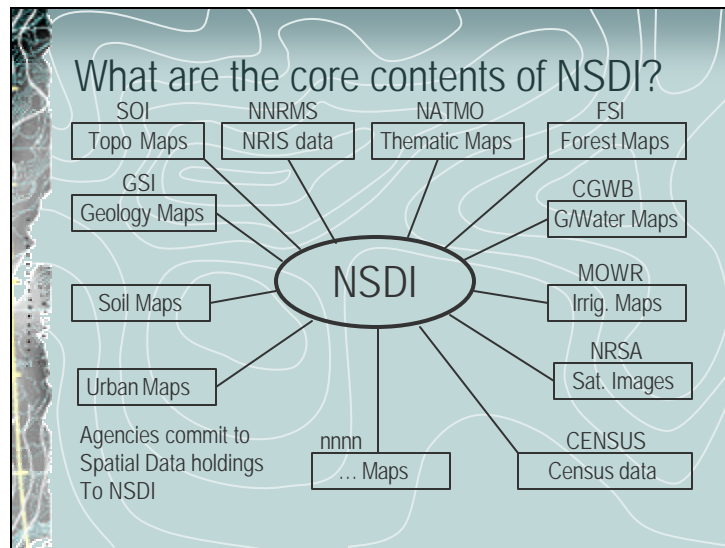 What are the core contents of NSDI?
SOI
Topo Maps
NNRMS
NRIS data
NATMO
Thematic Maps
FSI
Forest Maps
GSI
Geology Maps
CGWB
G/Water Maps
NSDI
Soil Maps
MOWR
Irrig. Maps
NRSA
Sat. Images
Urban Maps
Agencies commit to
Spatial Data holdings
To NSDI
nnnn
... Maps
CENSUS
Census data